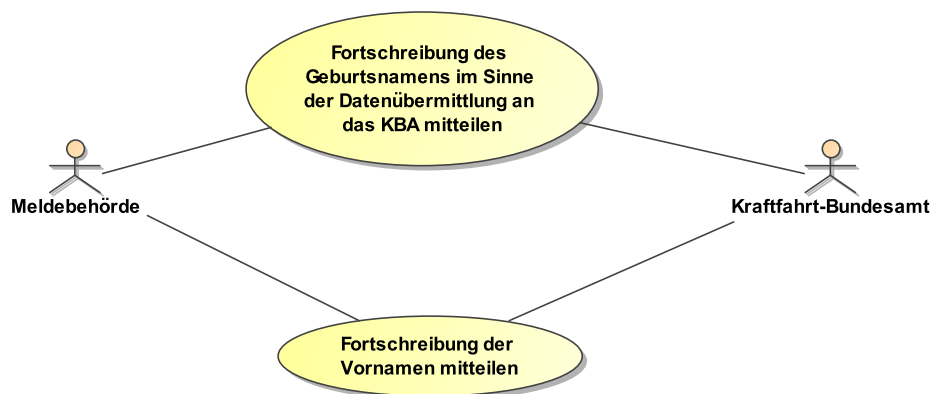 Fortschreibung des
Geburtsnamens im Sinne
der Datenübermittlung an
das KBA mitteilen
Meldebehörde
Kraftfahrt-Bundesamt
Fortschreibung der
Vornamen mitteilen